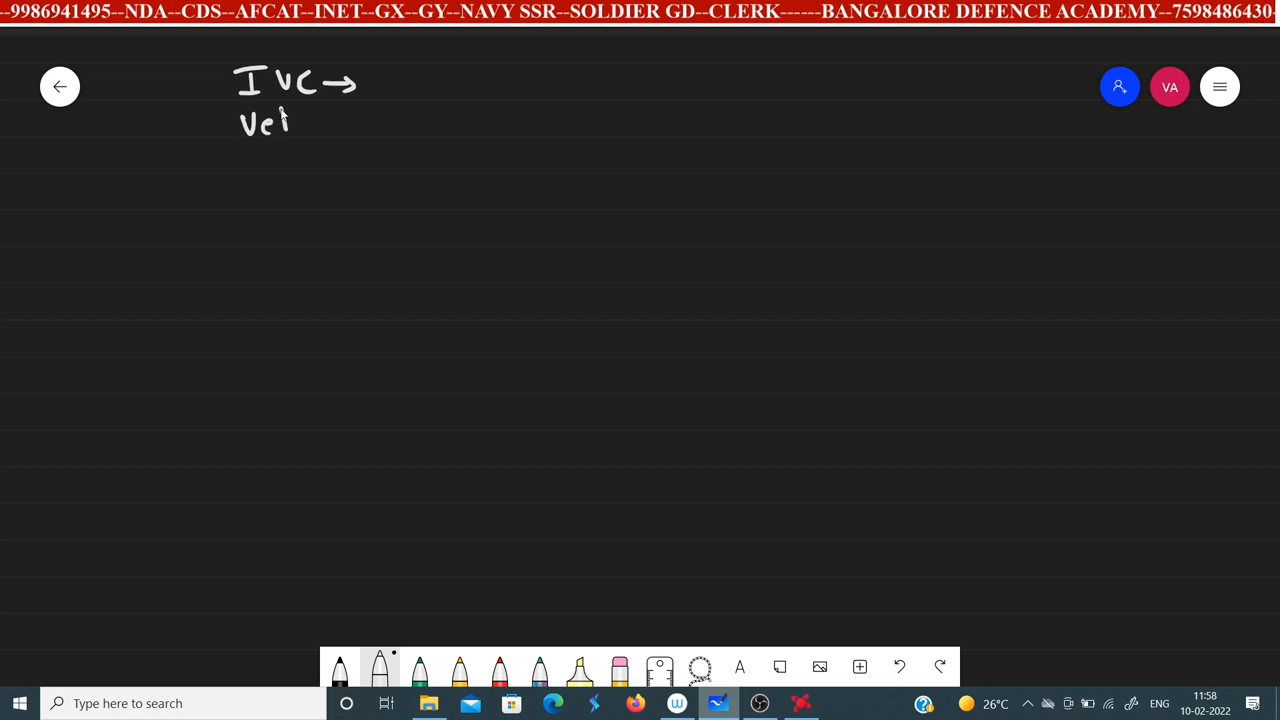 --9986941495--NDA--CDS--AFCAT--INET--GX--GY--NAVY SSR--SOLDIER GD--CLERK------BANGALORE DEFENCE ACADEMY--7598486430-
IVC →
Vei
VA
A
Type here to search
26°C
ENG
11:58
10-02-2022